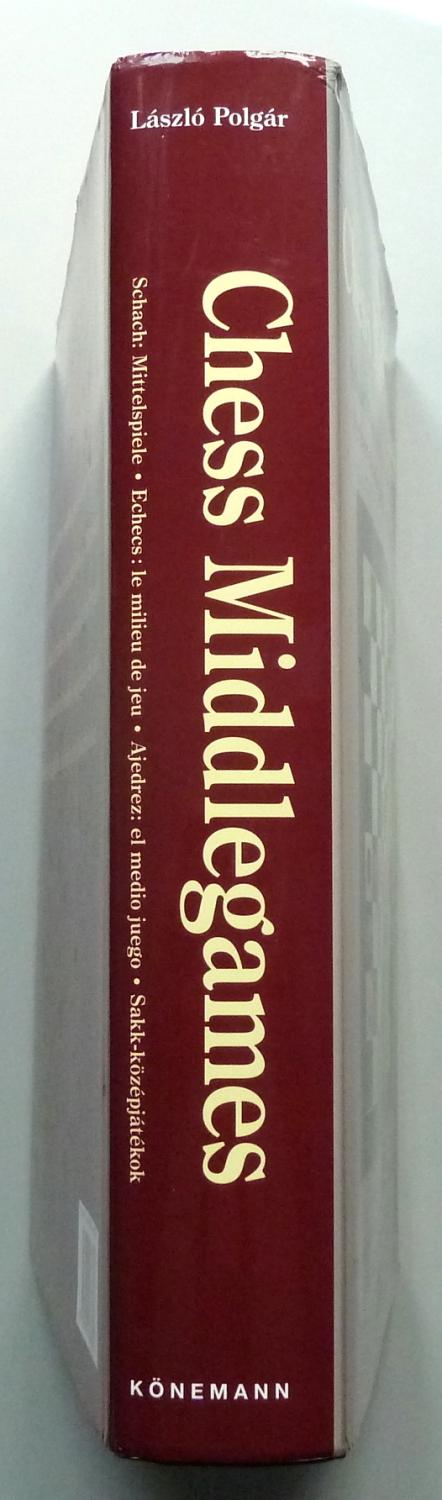 László Polgár
Chess Middlegames
Schach: Mittelspiele • Echecs : le milieu de jeu • Ajedrez: el medio juego • Sakk-középjátékok
KÖNEMANN